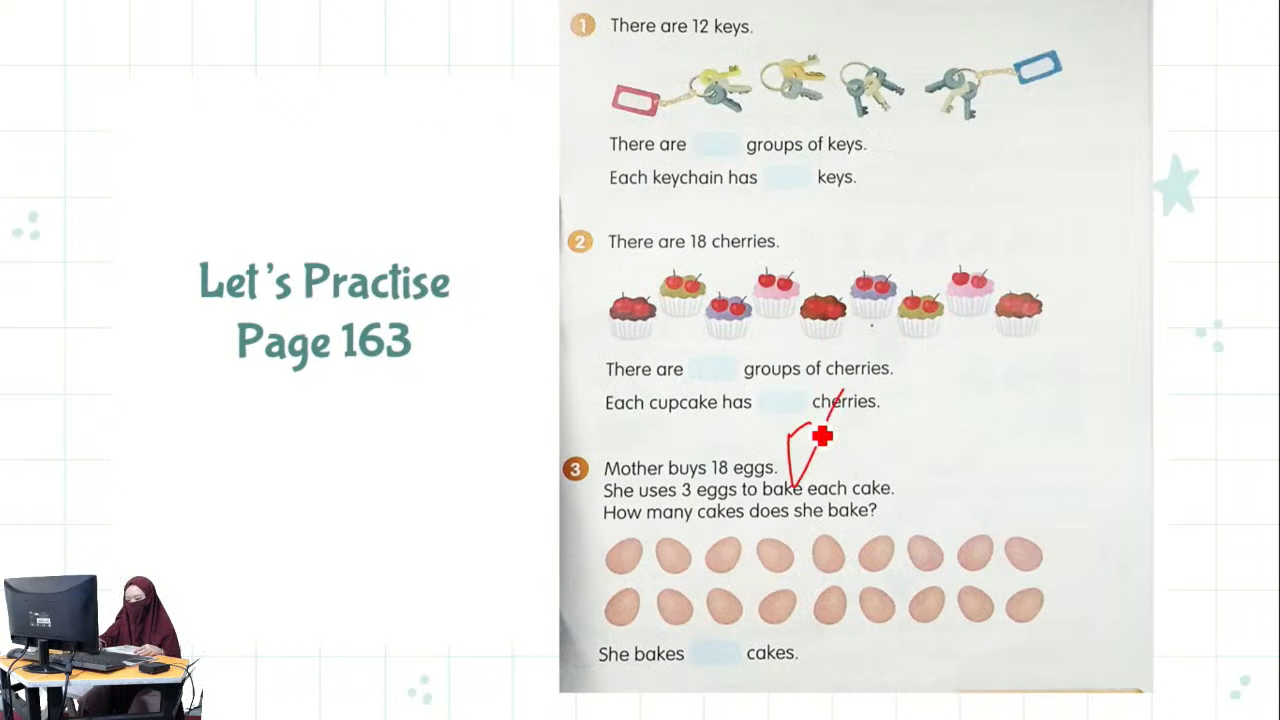 Let's Practise
Page 163
1 There are 12 keys.
There are groups of keys.
Each keychain has keys.
2 There are 18 cherries.
There are groups of cherries.
Each cupcake has cherries.
3 Mother buys 18 eggs.
She uses 3 eggs to bake each cake.
How many cakes does she bake?
She bakes cakes.